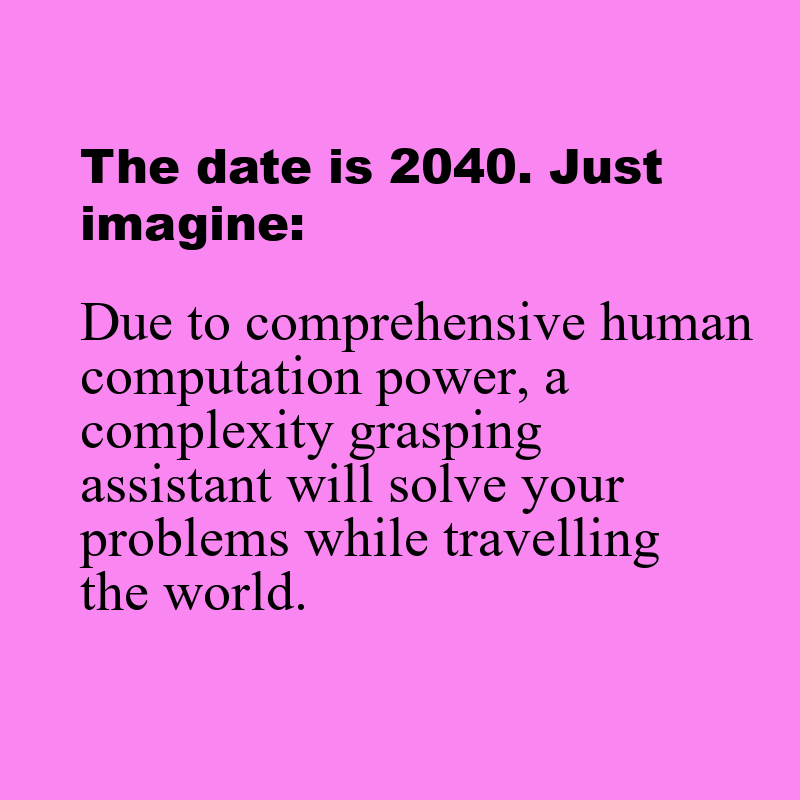 The date is 2040. Just
imagine:
Due to comprehensive human
computation power, a
complexity grasping
assistant will solve your
problems while travelling
the world.